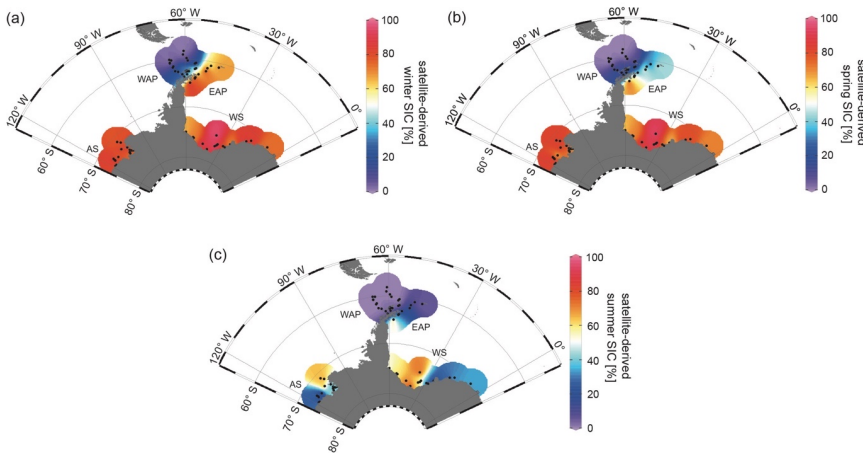 (a)
60° W
90° W
30° W
120° W
0°
60° S
70° S
80° S
WAP
EAP
WS
AS
100
80
60
40
20
0
satellite-derived
winter SIC [%]
(b)
60° W
90° W
30° W
120° W
0°
60° S
70° S
80° S
WAP
EAP
WS
AS
100
80
60
40
20
0
satellite-derived
spring SIC [%]
(c)
60° W
90° W
30° W
120° W
0°
60° S
70° S
80° S
WAP
EAP
WS
AS
100
80
60
40
20
0
satellite-derived
summer SIC [%]